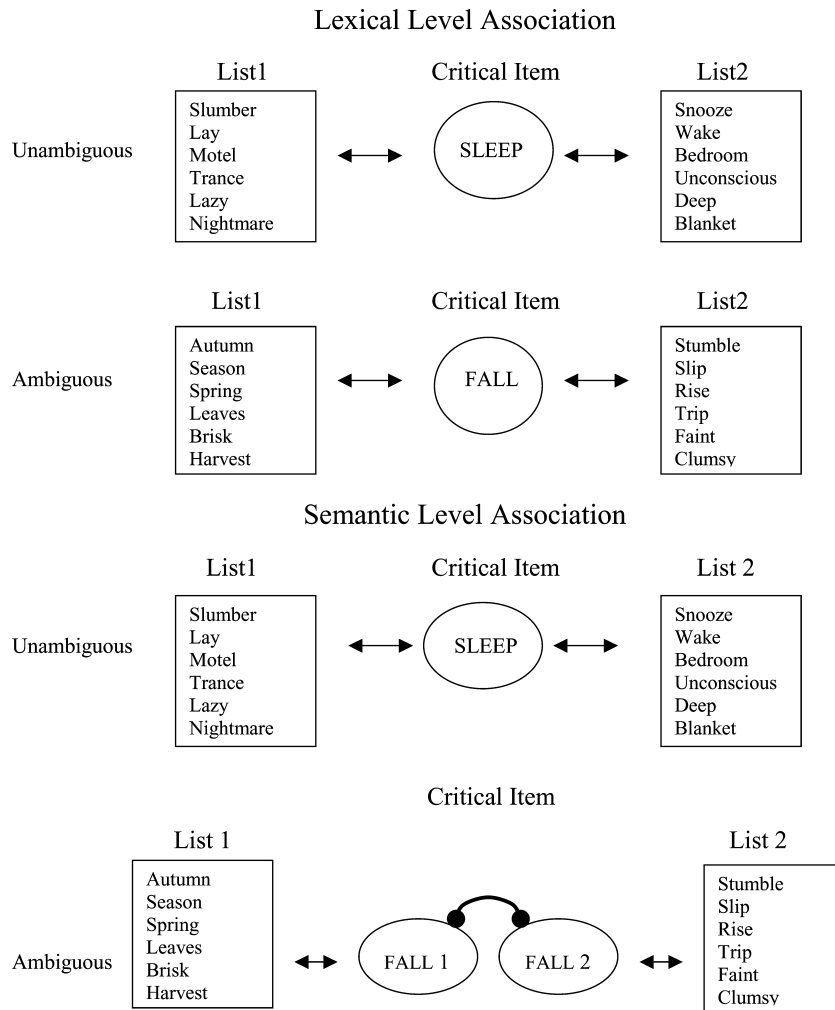 Lexical Level Association
List1 Critical Item List2
Unambiguous
Slumber
Lay
Motel
Trance
Lazy
Nightmare
SLEEP
Snooze
Wake
Bedroom
Unconscious
Deep
Blanket
List1 Critical Item List2
Ambiguous
Autumn
Season
Spring
Leaves
Brisk
Harvest
FALL
Stumble
Slip
Rise
Trip
Faint
Clumsy
Semantic Level Association
List1 Critical Item List 2
Unambiguous
Slumber
Lay
Motel
Trance
Lazy
Nightmare
SLEEP
Snooze
Wake
Bedroom
Unconscious
Deep
Blanket
Critical Item
List 1 List 2
Ambiguous
Autumn
Season
Spring
Leaves
Brisk
Harvest
FALL 1 FALL 2
Stumble
Slip
Rise
Trip
Faint
Clumsy